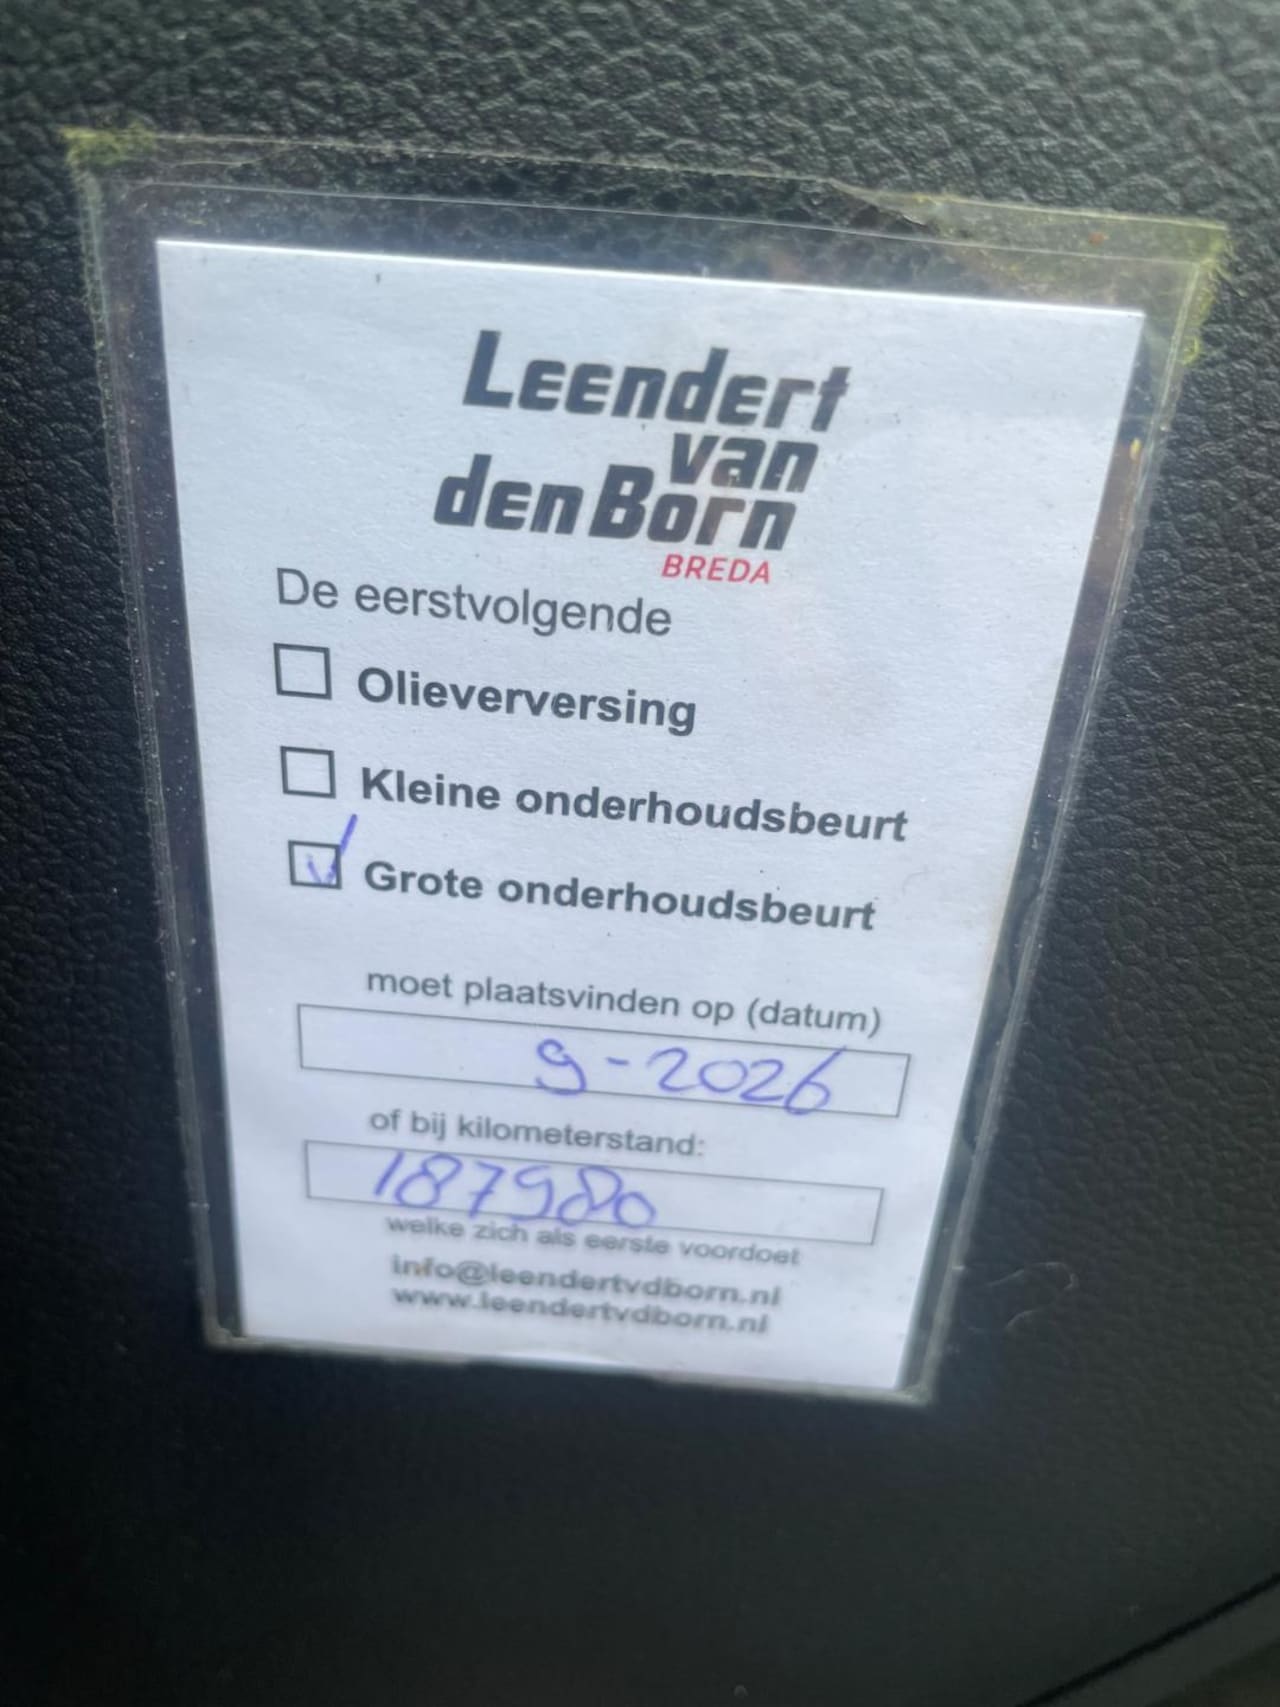 Leendert
van
den Born
BREDA
De eerstvolgende
Olieverversing
Kleine onderhoudsbeurt
Grote onderhoudsbeurt
moet plaatsvinden op (datum)
9-2026
of bij kilometerstand:
187980
welke zich als eerste voordoet
info@leendertvdborn.nl
www.leendertvdborn.nl